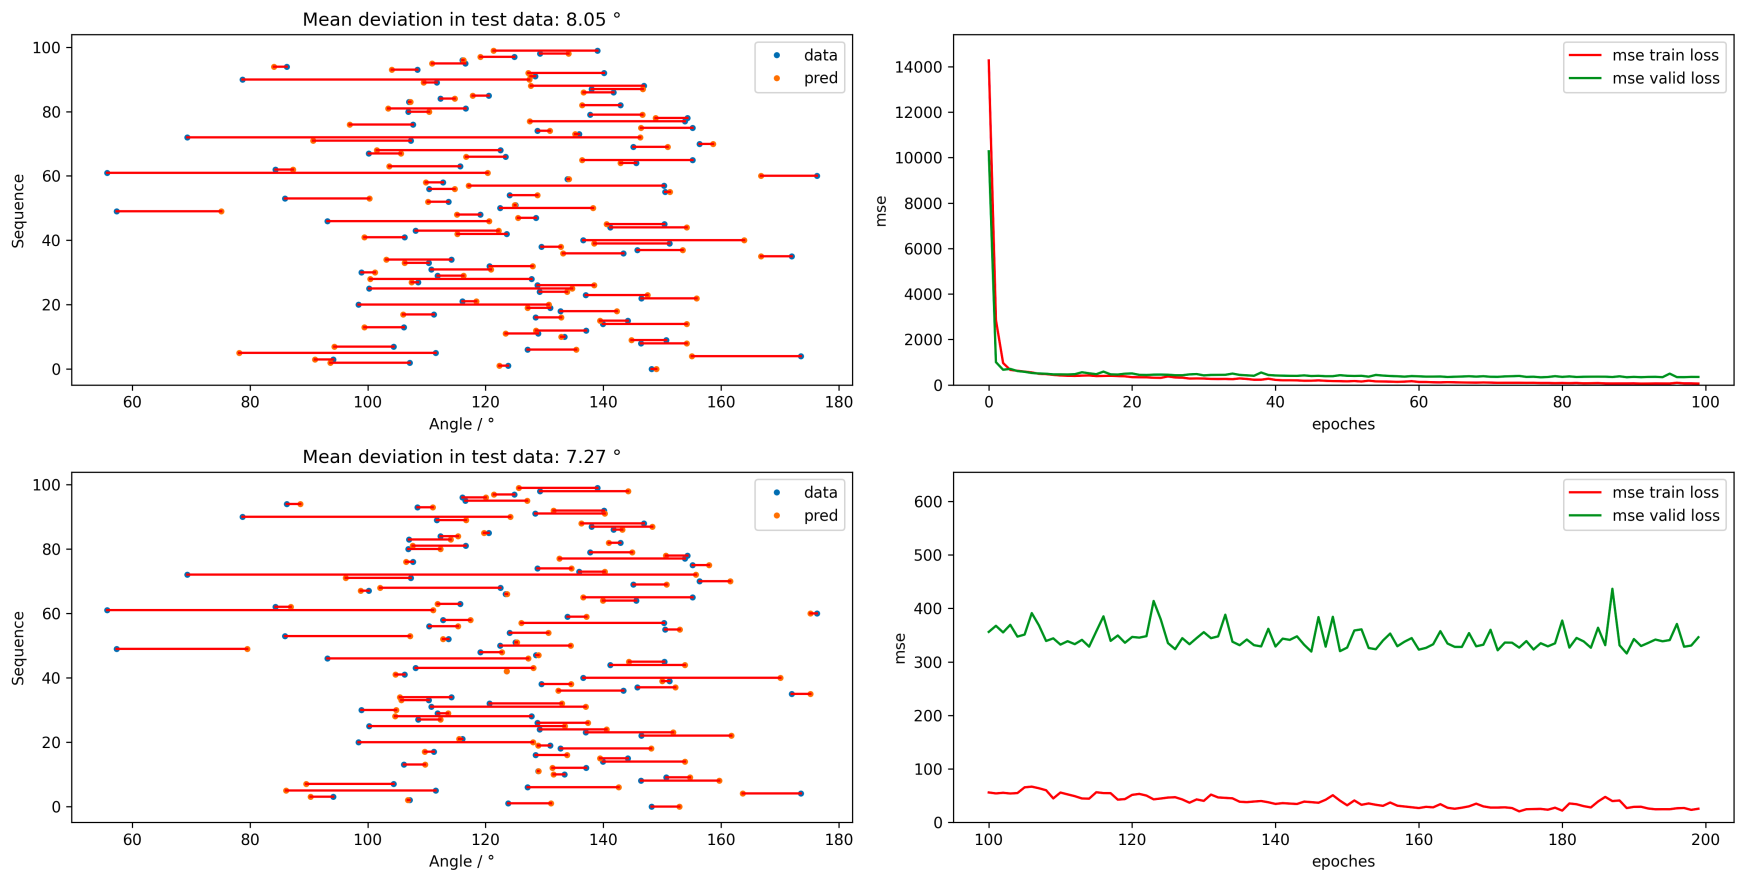 Mean deviation in test data: 8.05 °
100
80
60
40
20
0
Sequence
60
80
100
120
140
160
180
Angle / °
data
pred
14000
12000
10000
8000
6000
4000
2000
0
mse
0
20
40
60
80
100
epoches
mse train loss
mse valid loss
Mean deviation in test data: 7.27 °
100
80
60
40
20
0
Sequence
60
80
100
120
140
160
180
Angle / °
data
pred
600
500
400
300
200
100
0
mse
100
120
140
160
180
200
epoches
mse train loss
mse valid loss